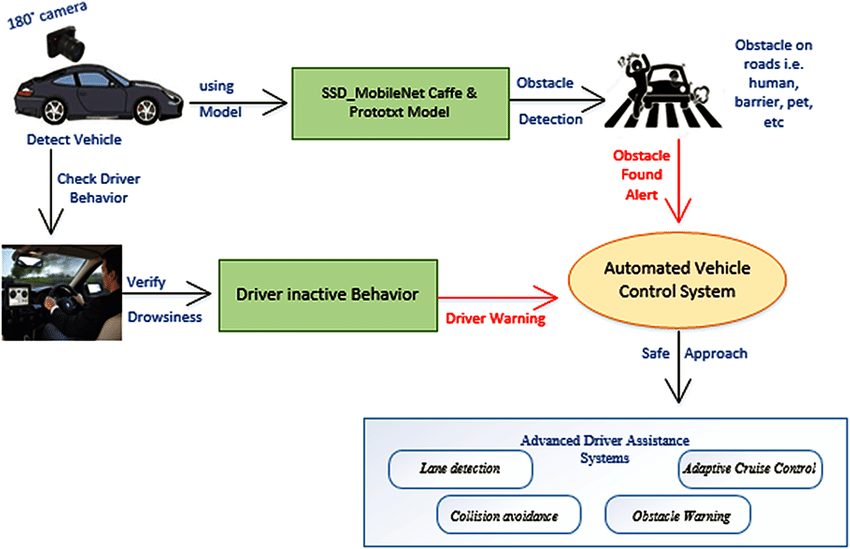 180° camera
Detect Vehicle
using
Model
SSD_MobileNet Caffe &
Prototxt Model
Obstacle
Detection
Obstacle on
roads i.e.
human,
barrier, pet,
etc
Check Driver
Behavior
Obstacle
Found
Alert
Verify
Drowsiness
Driver inactive Behavior
Driver Warning
Automated Vehicle
Control System
Safe
Approach
Advanced Driver Assistance
Systems
Lane detection
Adaptive Cruise Control
Collision avoidance
Obstacle Warning